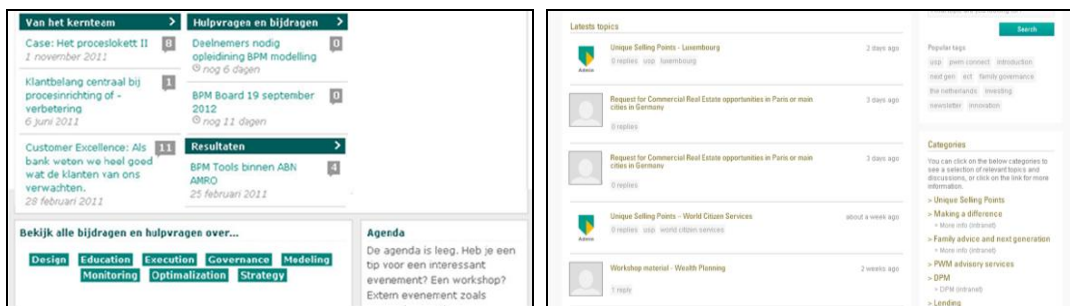 Van het kernteam >
Case: Het proceslokett II 8
1 november 2011
Klantbelang centraal bij 1
procesinrichting of -
verbetering
6 juni 2011
Customer Excellence: Als 11
bank weten we heel goed
wat de klanten van ons
verwachten.
28 februari 2011
Hulpvragen en bijdragen >
Deelnemers nodig 0
opleidining BPM modelling
nog 6 dagen
BPM Board 19 september 0
2012
nog 11 dagen
Resultaten >
BPM Tools binnen ABN 4
AMRO
25 februari 2011
Bekijk alle bijdragen en hulpvragen over...
Design Education Execution Governance Modeling
Monitoring Optimalization Strategy
Agenda
De agenda is leeg. Heb je een
tip voor een interessant
evenement? Een workshop?
Extern evenement zoals
Latests topics
Unique Selling Points - Luxembourg 2 days ago
0 replies usp luxembourg
Admin
Request for Commercial Real Estate opportunities in Paris or main 3 days ago
cities in Germany
0 replies
Request for Commercial Real Estate opportunities in Paris or main 3 days ago
cities in Germany
0 replies
Unique Selling Points - World Citizen Services about a week ago
0 replies usp world citizen services
Admin
Workshop material - Wealth Planning 2 weeks ago
1 reply
Search
Popular tags
usp pwm connect introduction
next gen ect family governance
the netherlands investing
newsletter innovation
Categories
You can click on the below categories to
see a selection of relevant topics and
discussions, or click on the link for more
information.
> Unique Selling Points
> Making a difference
» More info (intranet)
> Family advice and next generation
» More info (intranet)
> PWM advisory services
> DPM
» DPM (intranet)
> Lending